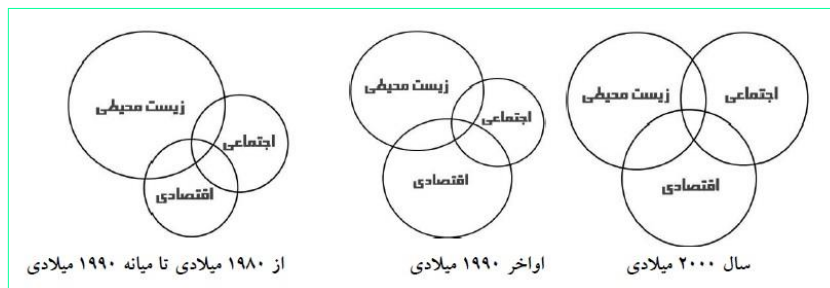 زیست محیطی
اجتماعی
اقتصادی
سال ۲۰۰۰ میلادی
زیست محیطی
اجتماعی
اقتصادی
اواخر ۱۹۹۰ میلادی
زیست محیطی
اجتماعی
اقتصادی
از ۱۹۸۰ میلادی تا میانه ۱۹۹۰ میلادی